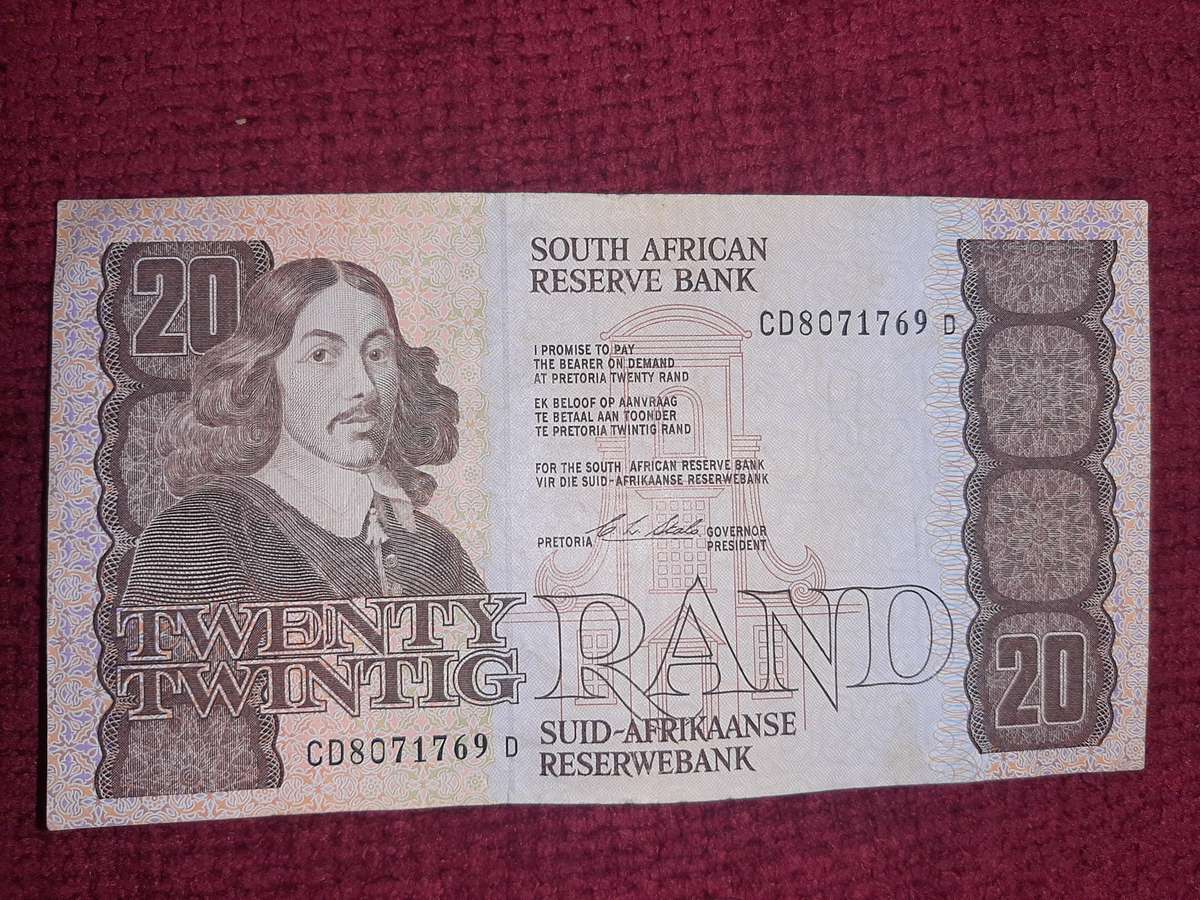 20
SOUTH AFRICAN
RESERVE BANK
CD8071769 D
I PROMISE TO PAY
THE BEARER ON DEMAND
AT PRETORIA TWENTY RAND
EK BELOOF OP AANVRAAG
TE BETAAL AAN TOONDER
TE PRETORIA TWINTIG RAND
FOR THE SOUTH AFRICAN RESERVE BANK
VIR DIE SUID-AFRIKAANSE RESERWEBANK
PRETORIA GOVERNOR
PRESIDENT
TWENTY
TWINTIG
RAND
20
CD8071769 D
SUID-AFRIKAANSE
RESERWEBANK